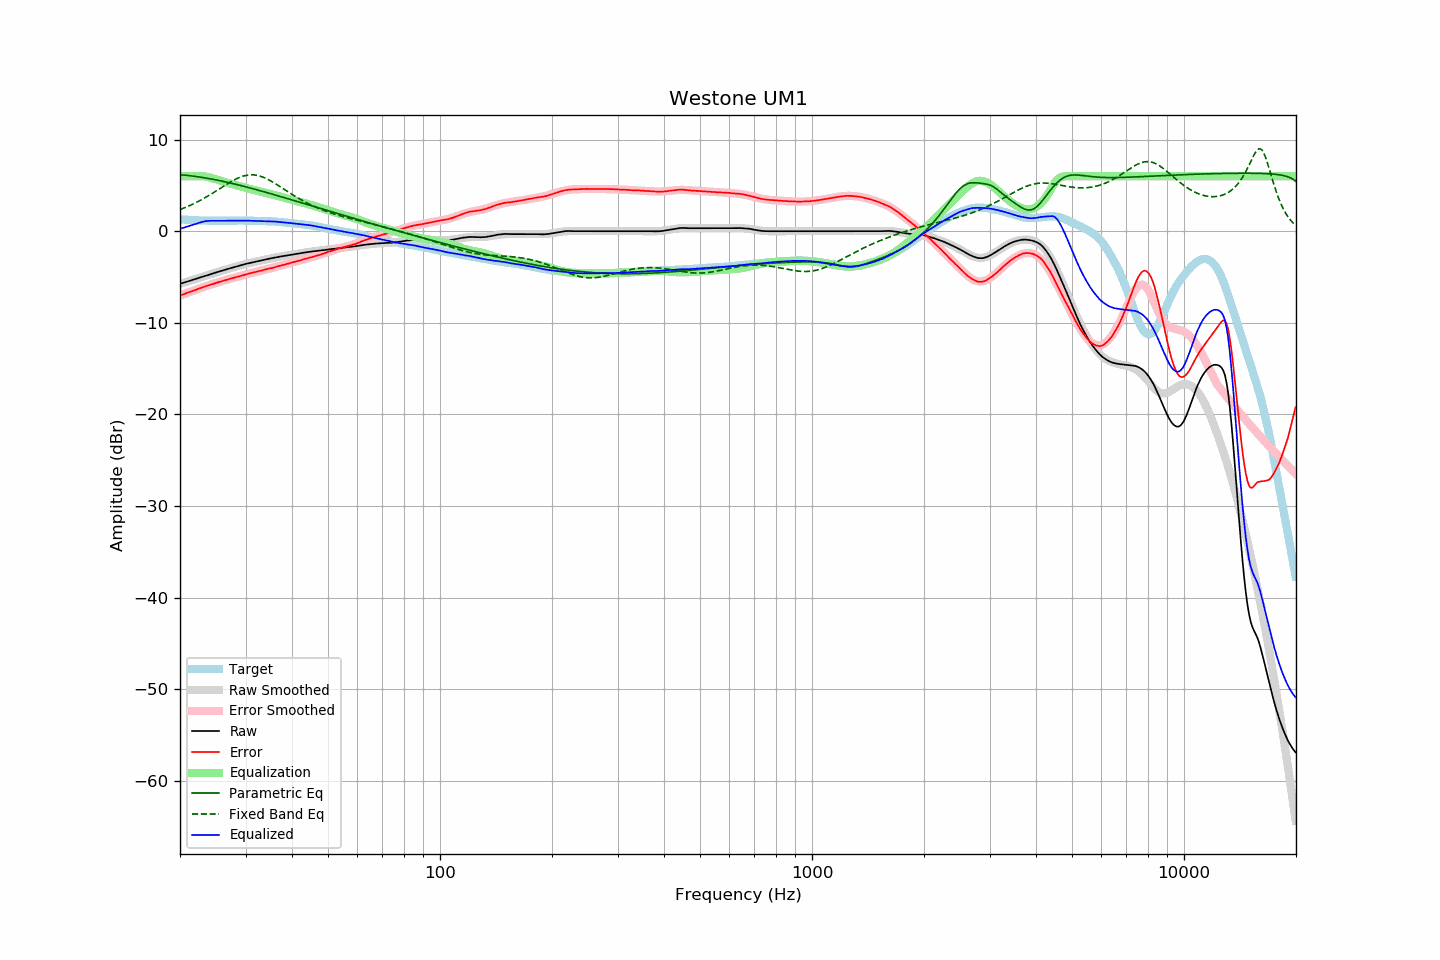 Westone UM1
10
0
−10
−20
−30
−40
−50
−60
Amplitude (dBr)
Target
Raw Smoothed
Error Smoothed
Raw
Error
Equalization
Parametric Eq
Fixed Band Eq
Equalized
100
1000
10000
Frequency (Hz)